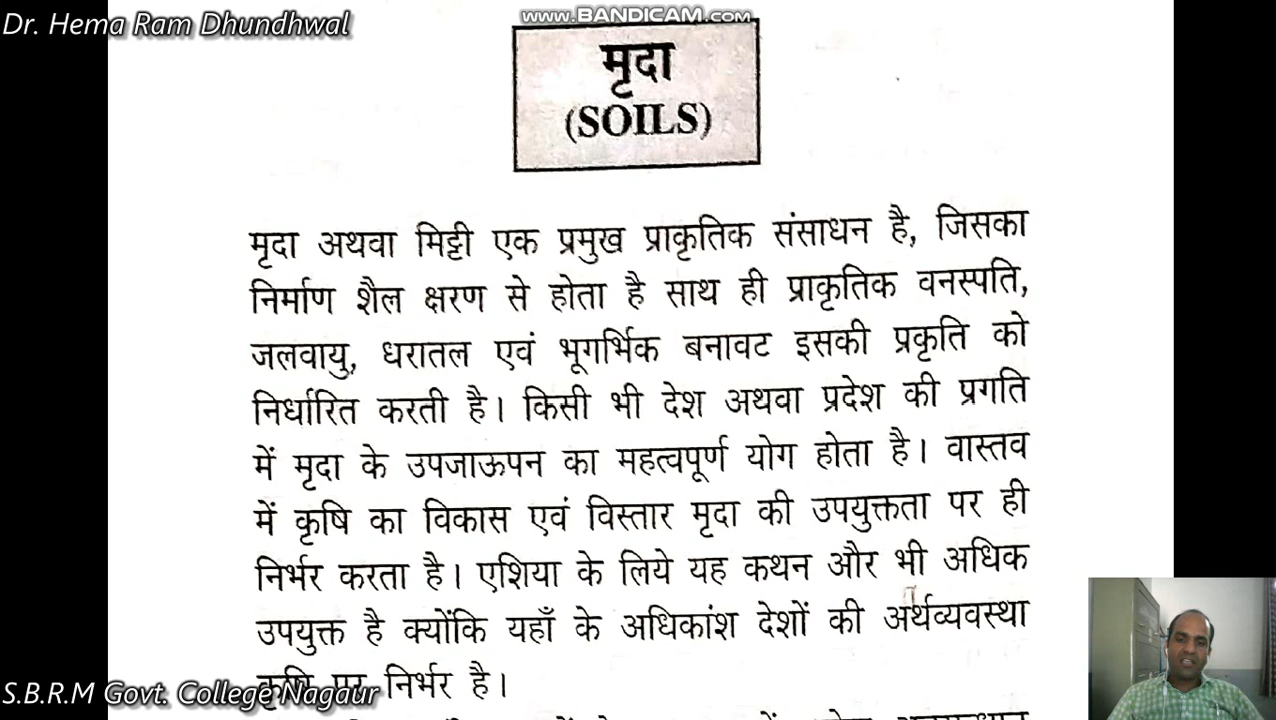 Dr. Hema Ram Dhundhwal
www.BANDICAM.com
मृदा
(SOILS)
मृदा अथवा मिट्टी एक प्रमुख प्राकृतिक संसाधन है, जिसका
निर्माण शैल क्षरण से होता है साथ ही प्राकृतिक वनस्पति,
जलवायु, धरातल एवं भूगर्भिक बनावट इसकी प्रकृति को
निर्धारित करती है। किसी भी देश अथवा प्रदेश की प्रगति
में मृदा के उपजाऊपन का महत्वपूर्ण योग होता है। वास्तव
में कृषि का विकास एवं विस्तार मृदा की उपयुक्तता पर ही
निर्भर करता है। एशिया के लिये यह कथन और भी अधिक
उपयुक्त है क्योंकि यहाँ के अधिकांश देशों की अर्थव्यवस्था
कृषि पर निर्भर है।
S.B.R.M Govt. College Nagaur